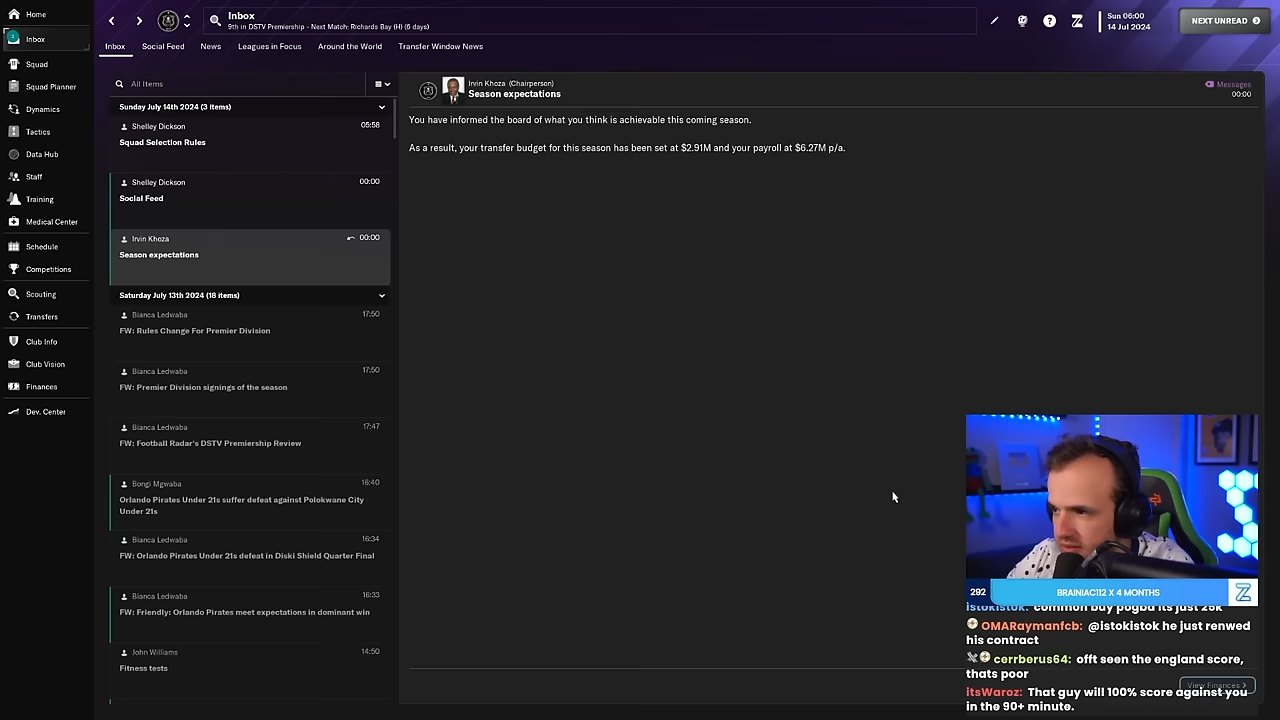 Home
Inbox
Squad
Squad Planner
Dynamics
Tactics
Data Hub
Staff
Training
Medical Center
Schedule
Competitions
Scouting
Transfers
Club Info
Club Vision
Finances
Dev. Center
Inbox
9th in DSTV Premiership - Next Match: Richards Bay (H) (6 days)
Sun 06:00
14 Jul 2024
NEXT UNREAD
Inbox
Social Feed
News
Leagues in Focus
Around the World
Transfer Window News
All Items
Sunday July 14th 2024 (3 items)
Shelley Dickson 05:58
Squad Selection Rules
Shelley Dickson 00:00
Social Feed
Irvin Khoza 00:00
Season expectations
Saturday July 13th 2024 (18 items)
Bianca Ledwaba 17:50
FW: Rules Change For Premier Division
Bianca Ledwaba 17:50
FW: Premier Division signings of the season
Bianca Ledwaba 17:47
FW: Football Radar's DSTV Premiership Review
Bongi Mgwaba 16:40
Orlando Pirates Under 21s suffer defeat against Polokwane City
Under 21s
Bianca Ledwaba 16:34
FW: Orlando Pirates Under 21s defeat in Diski Shield Quarter Final
Bianca Ledwaba 16:33
FW: Friendly: Orlando Pirates meet expectations in dominant win
John Williams 14:50
Fitness tests
Irvin Khoza (Chairperson)
Season expectations
Messages
00:00
You have informed the board of what you think is achievable this coming season.
As a result, your transfer budget for this season has been set at $2.91M and your payroll at $6.27M p/a.
292 BRAINIAC112 X 4 MONTHS Z
istokistok: common buy pogba its just 25k
OMARaymanfcb: @istokistok he just renwed
his contract
cerrberus64: offt seen the england score,
thats poor
View Finances
itsWaroz: That guy will 100% score against you
in the 90+ minute.